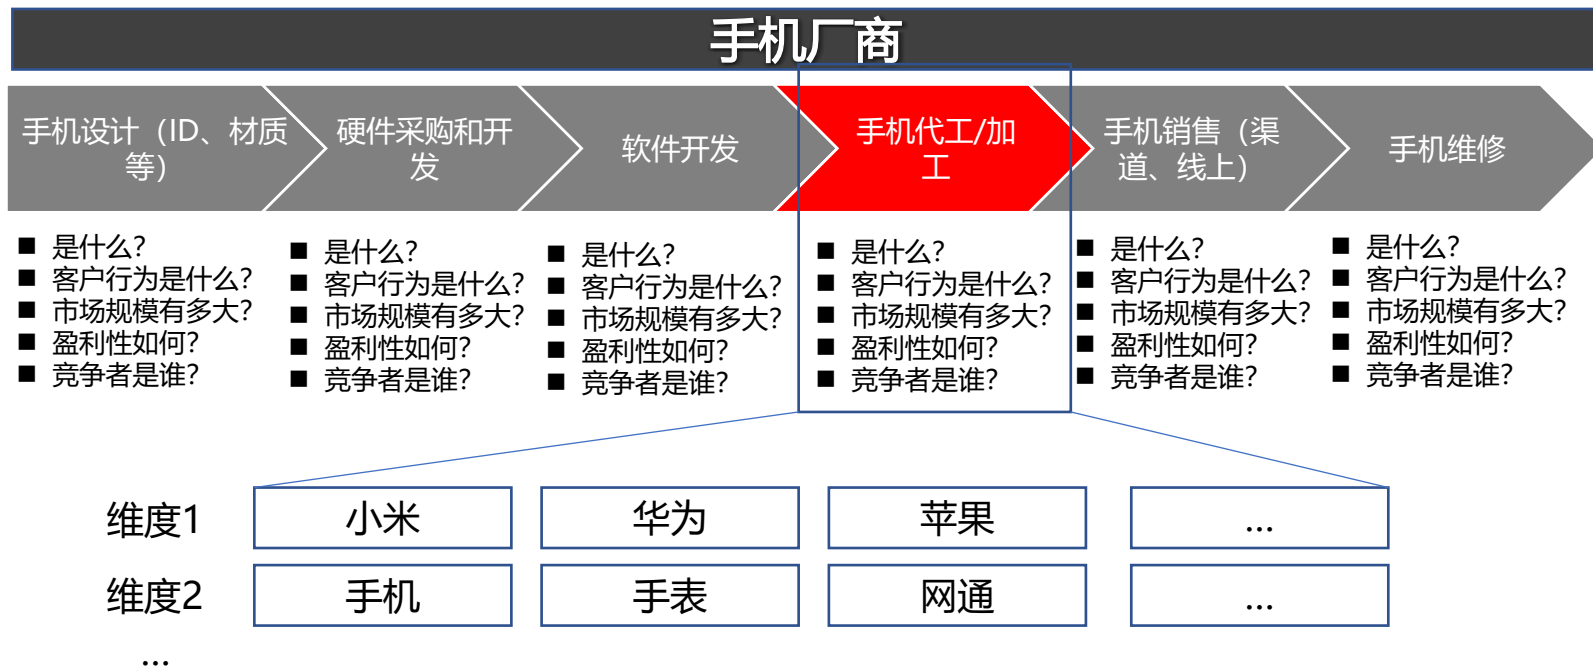 手机厂商
手机设计（ID、材质
等）
硬件采购和开
发
软件开发
手机代工/加
工
手机销售（渠
道、线上）
手机维修
■ 是什么？
■ 客户行为是什么？
■ 市场规模有多大？
■ 盈利性如何？
■ 竞争者是谁？
■ 是什么？
■ 客户行为是什么？
■ 市场规模有多大？
■ 盈利性如何？
■ 竞争者是谁？
■ 是什么？
■ 客户行为是什么？
■ 市场规模有多大？
■ 盈利性如何？
■ 竞争者是谁？
■ 是什么？
■ 客户行为是什么？
■ 市场规模有多大？
■ 盈利性如何？
■ 竞争者是谁？
■ 是什么？
■ 客户行为是什么？
■ 市场规模有多大？
■ 盈利性如何？
■ 竞争者是谁？
■ 是什么？
■ 客户行为是什么？
■ 市场规模有多大？
■ 盈利性如何？
■ 竞争者是谁？
维度1 小米 华为 苹果 …
维度2 手机 手表 网通 …
…